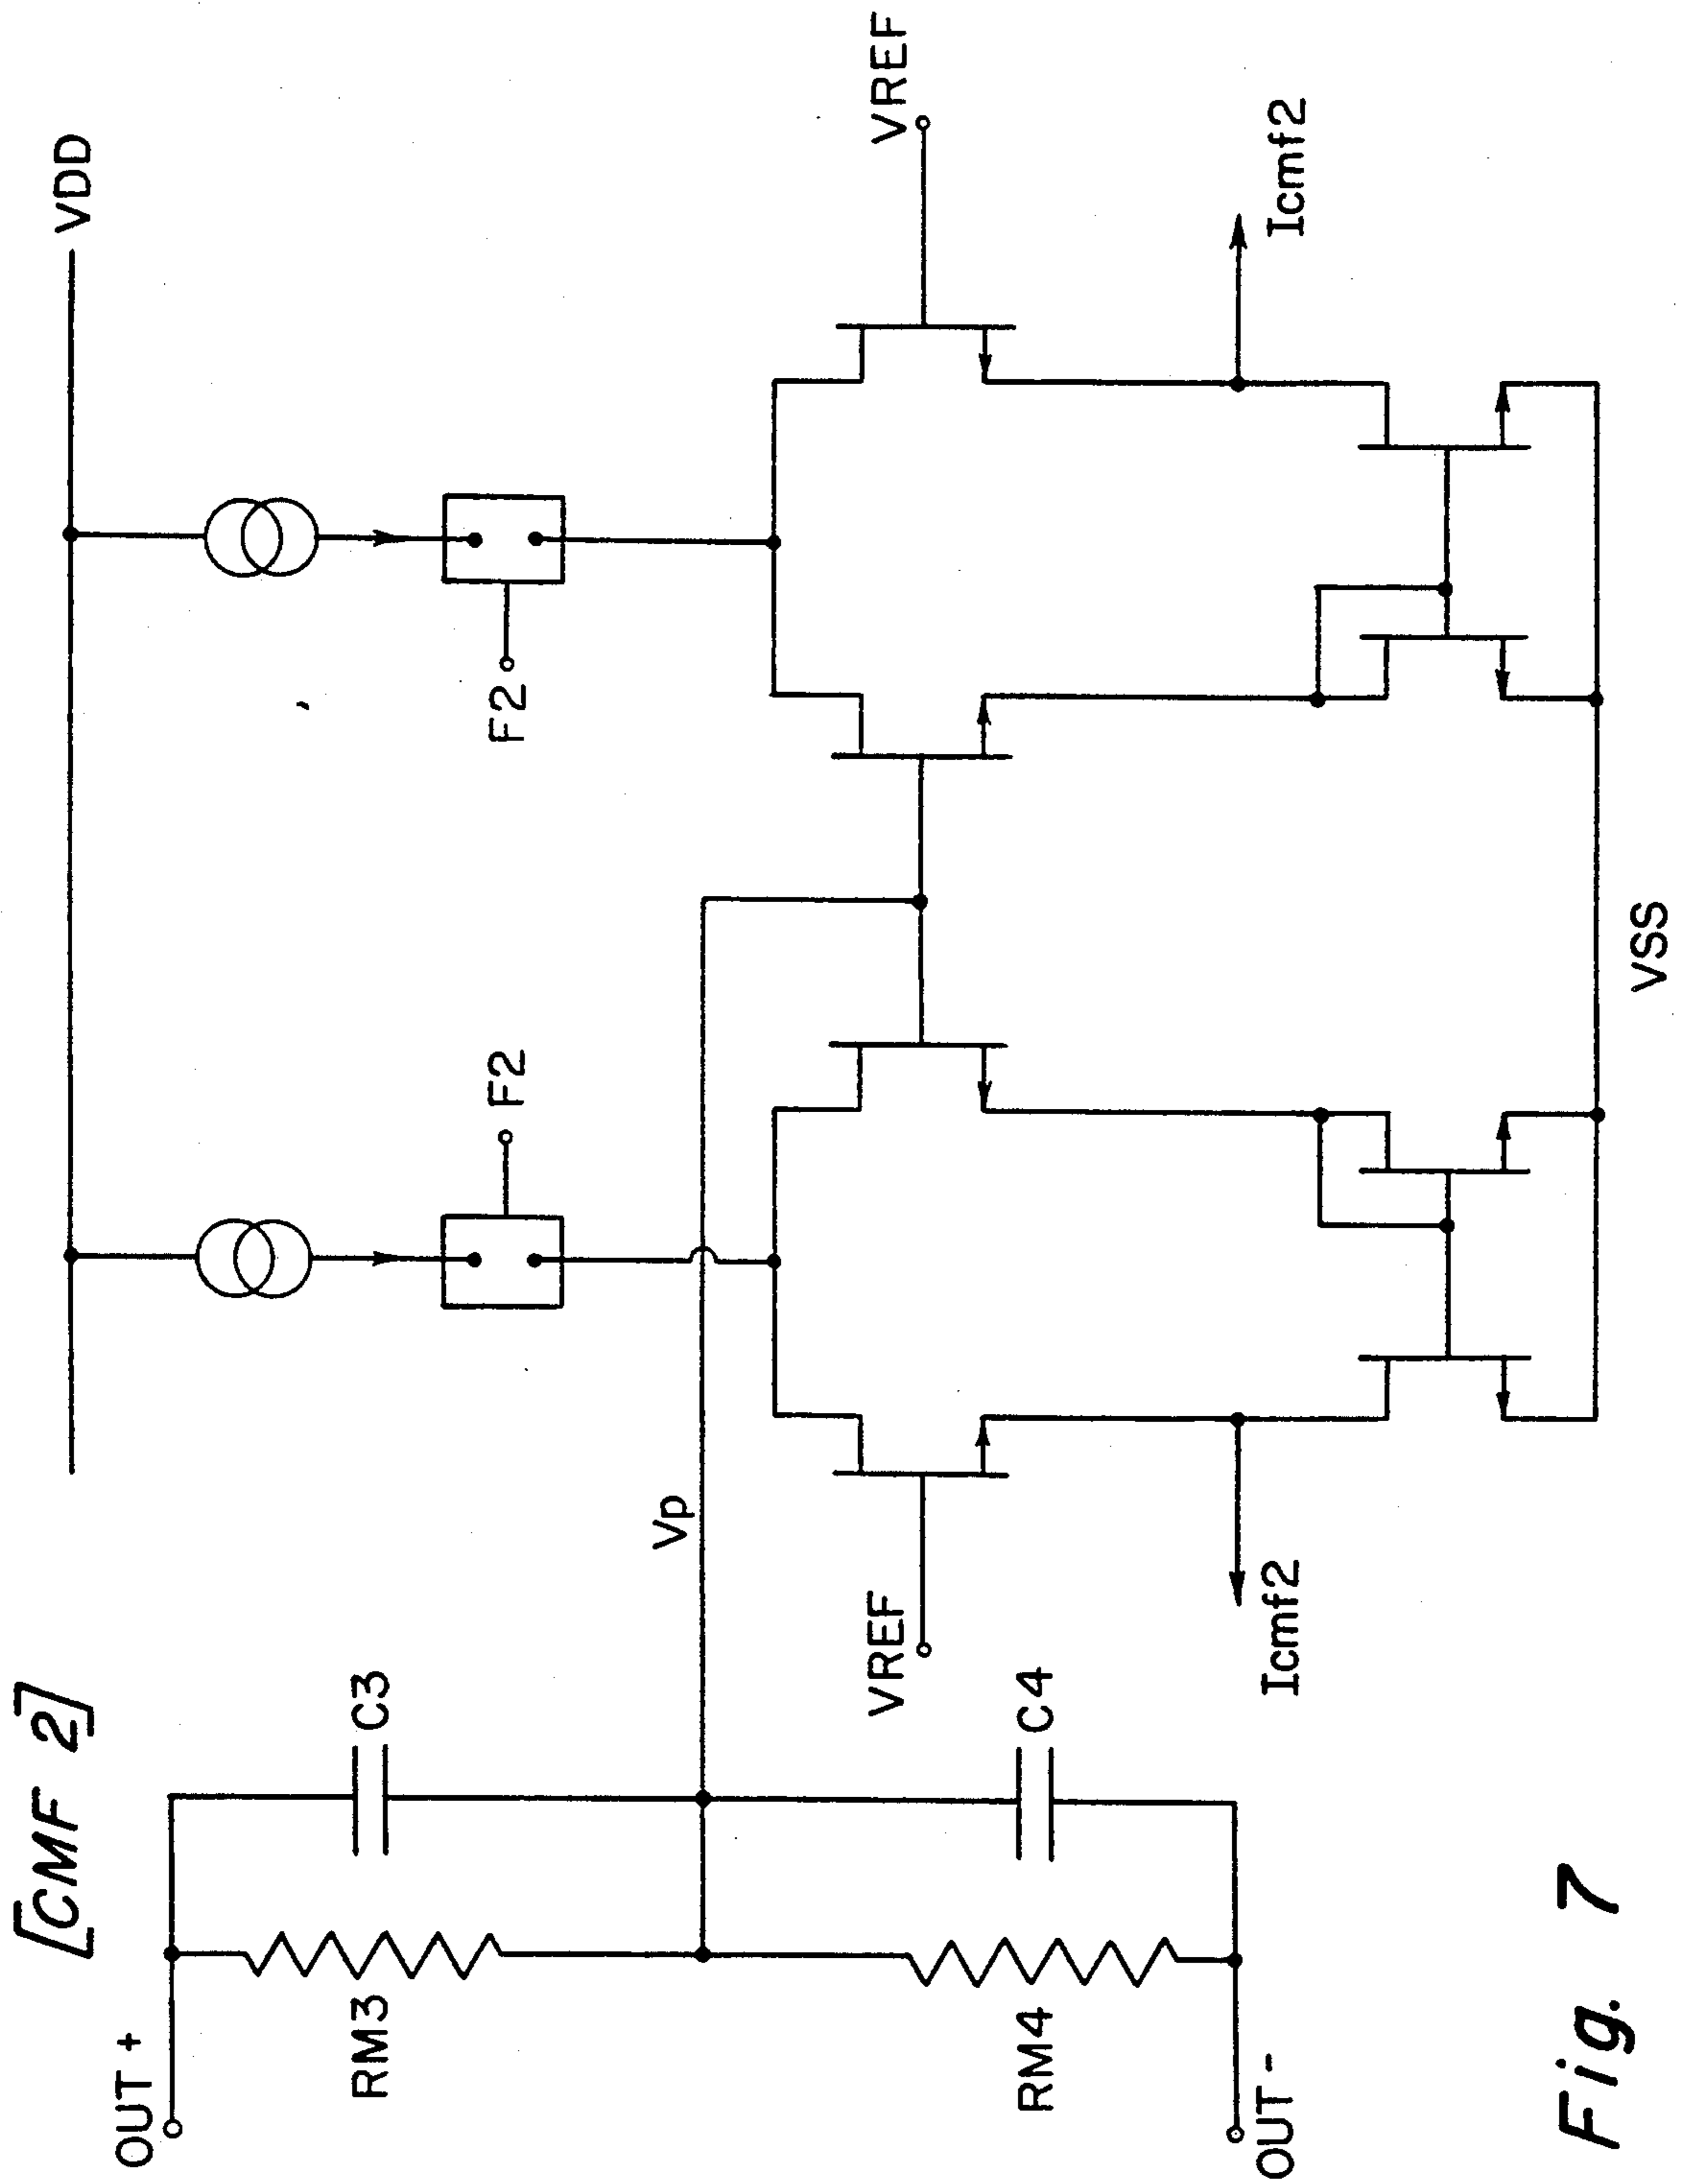 [CMF 2]
VDD
OUT+
RM3
C3
F2
F2
Vp
VREF
VREF
RM4
C4
OUT-
Icmf2
Icmf2
VSS
Fig. 7